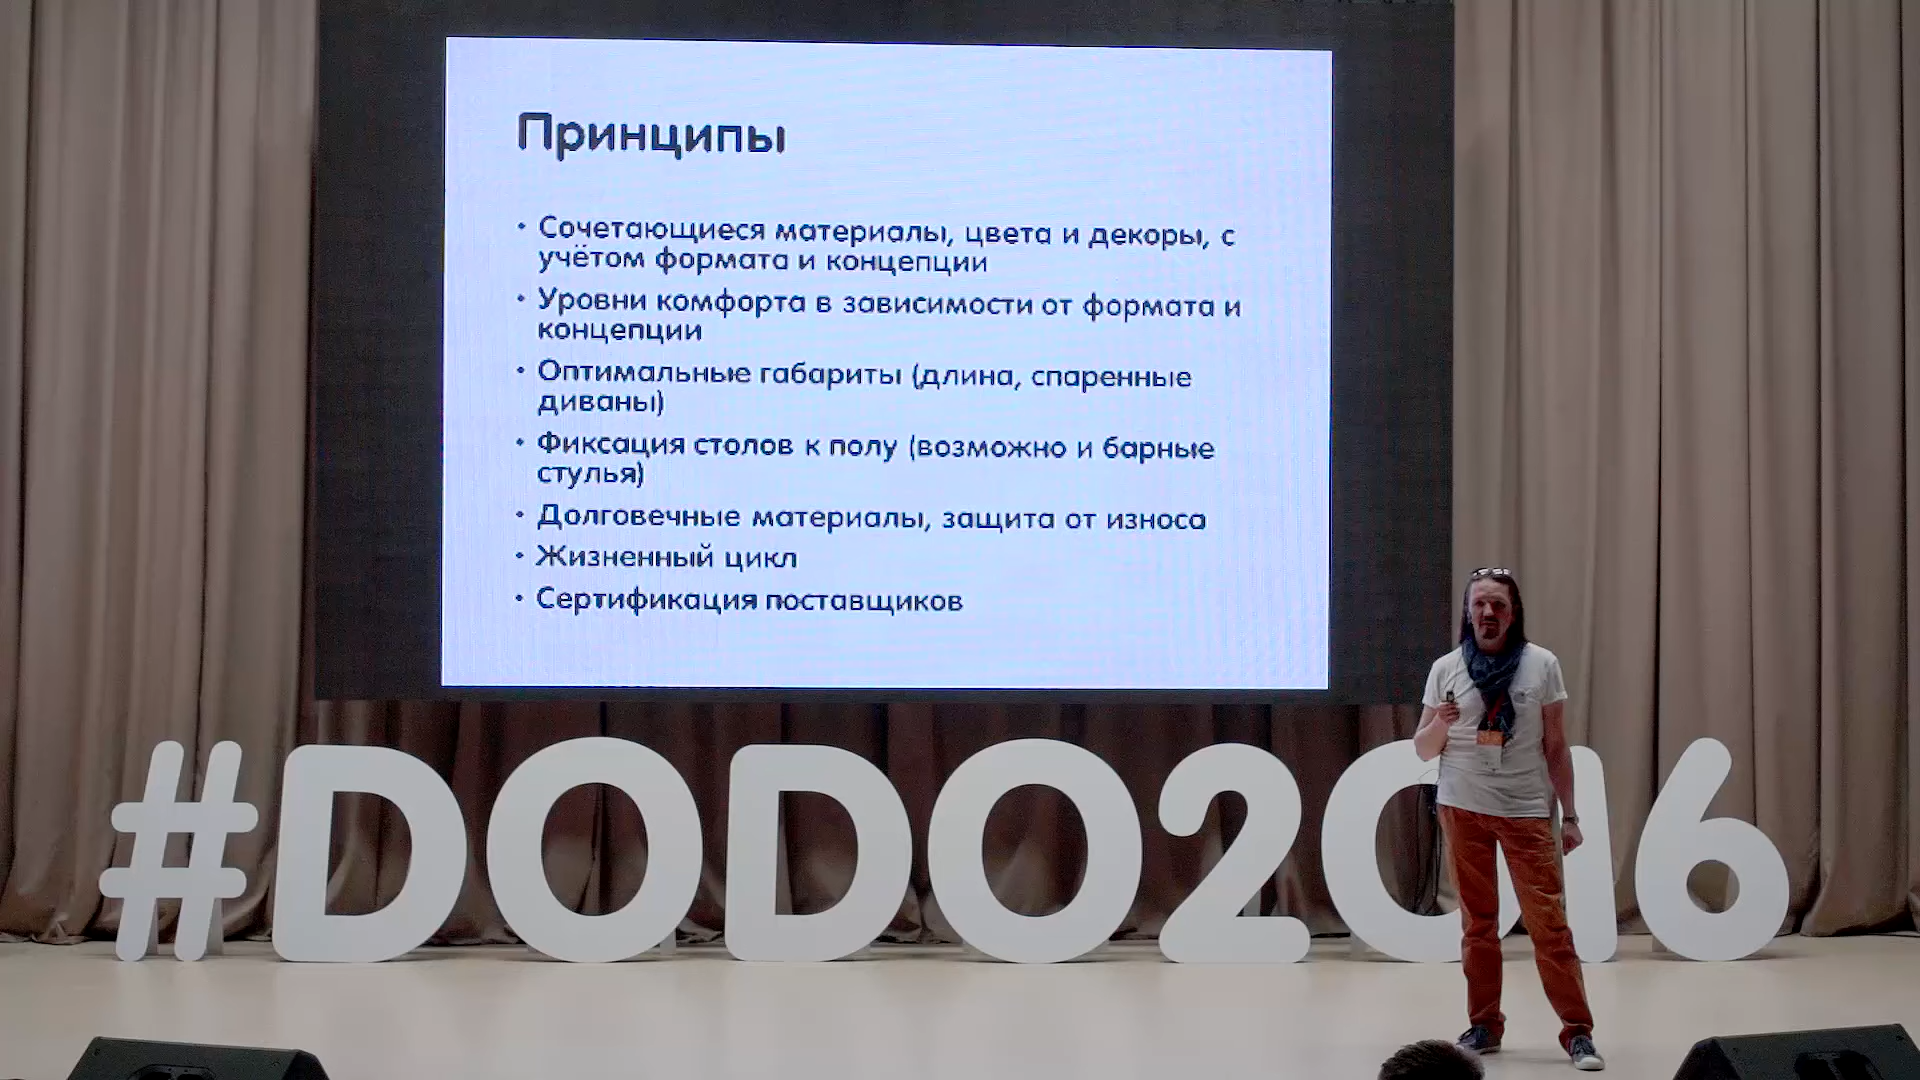 Принципы
• Сочетающиеся материалы, цвета и декоры, с
учётом формата и концепции
• Уровни комфорта в зависимости от формата и
концепции
• Оптимальные габариты (длина, спаренные
диваны)
• Фиксация столов к полу (возможно и барные
стулья)
• Долговечные материалы, защита от износа
• Жизненный цикл
• Сертификация поставщиков
#DODO2016